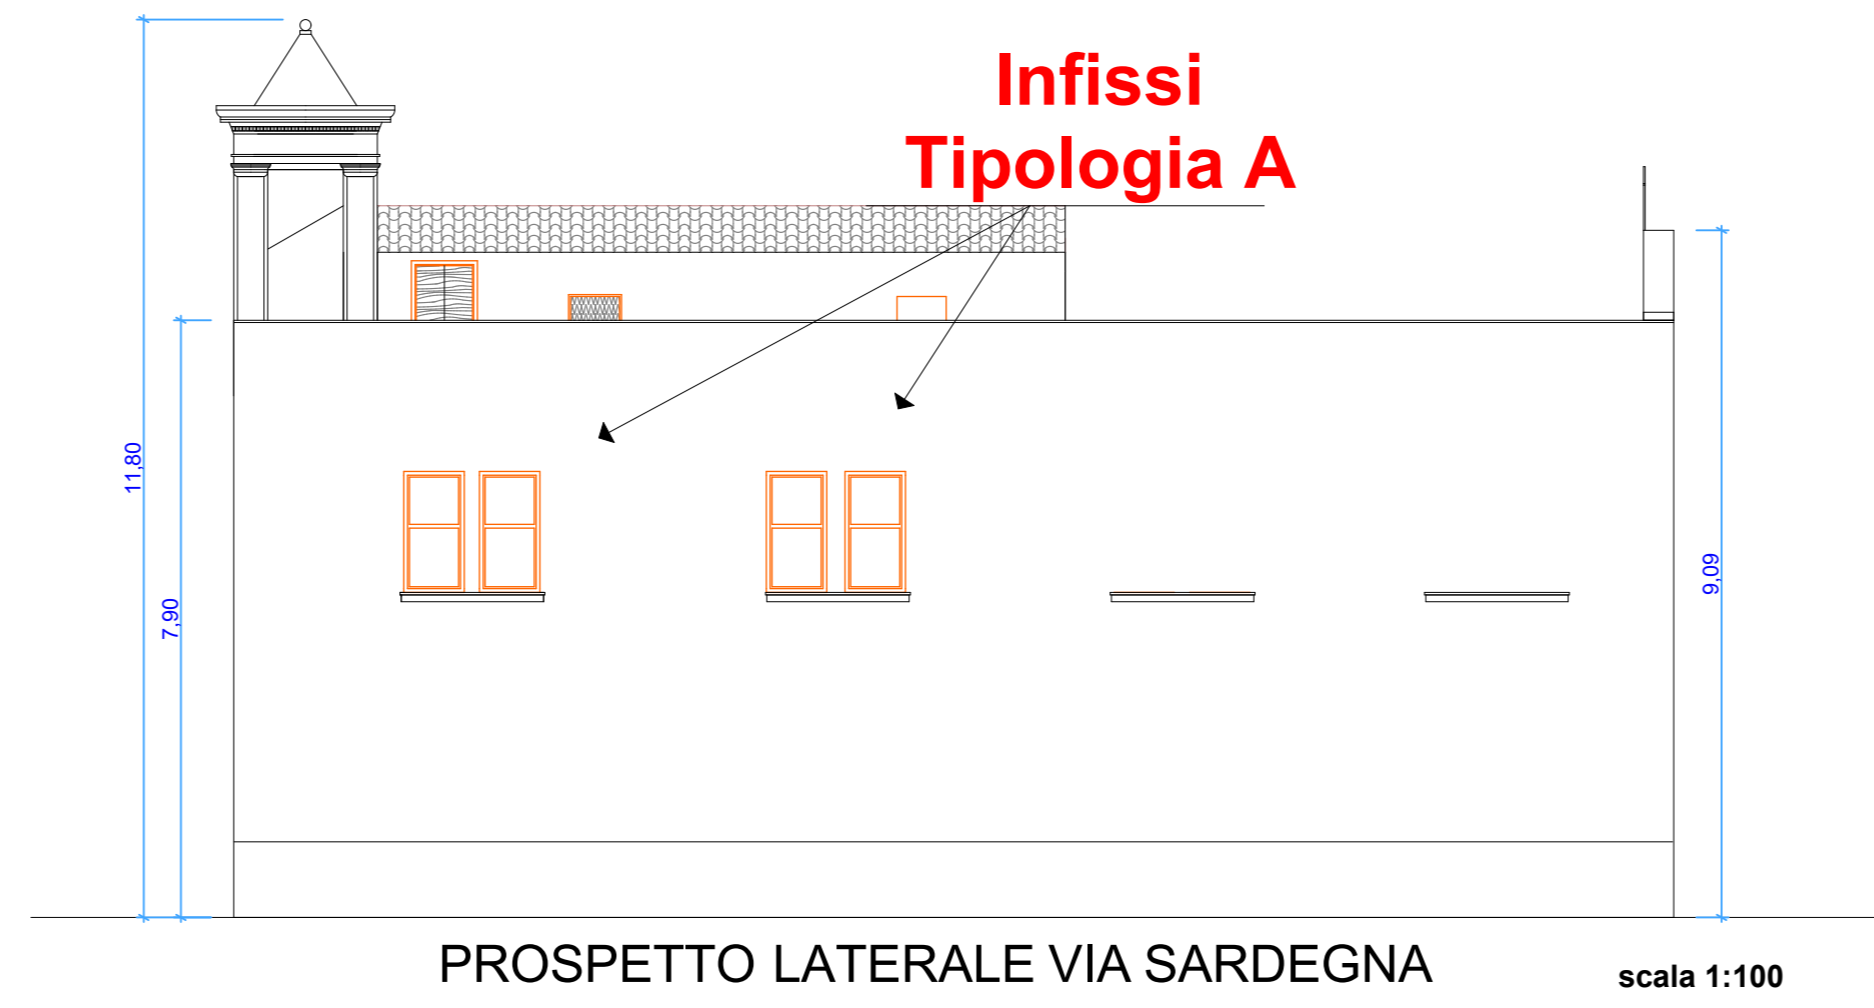 Infissi
Tipologia A
11,80
7,90
9,09
PROSPETTO LATERALE VIA SARDEGNA
scala 1:100